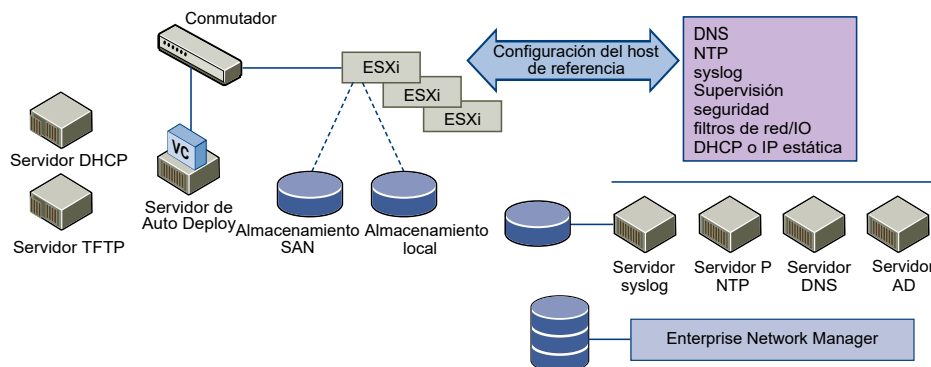 Conmutador
ESXi
ESXi
ESXi
Configuración del host
de referencia
DNS
NTP
syslog
Supervisión
seguridad
filtros de red/IO
DHCP o IP estática
Servidor DHCP
Servidor TFTP
VC
Servidor de
Auto Deploy
Almacenamiento
SAN
Almacenamiento
local
Servidor
syslog
Servidor P
NTP
Servidor
DNS
Servidor
AD
Enterprise Network Manager